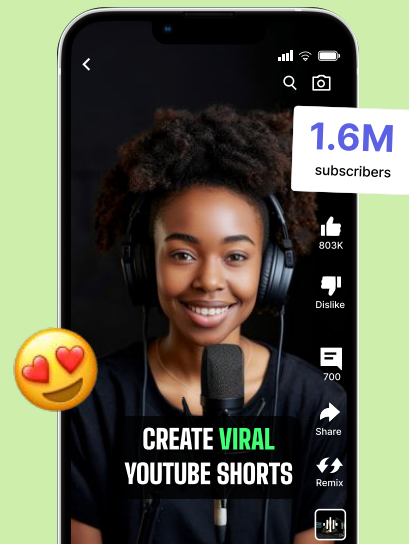 1.6M
subscribers
803K
Dislike
700
Share
Remix
CREATE VIRAL
YOUTUBE SHORTS